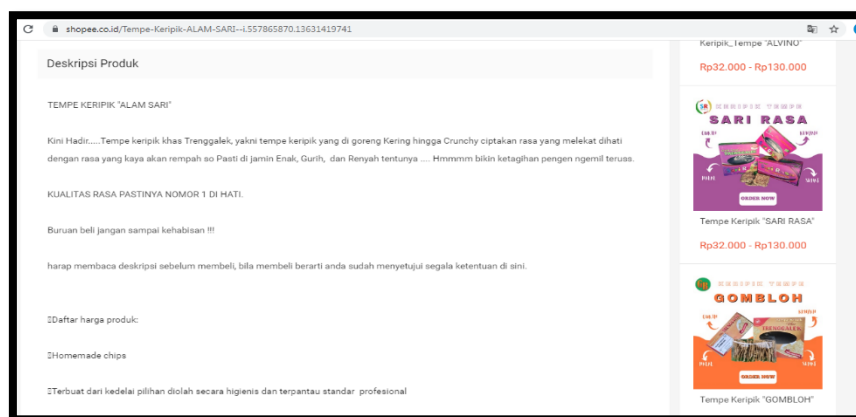 shopee.co.id/Tempe-Keripik-ALAM-SARI--i.557865870.13631419741
Deskripsi Produk
TEMPE KERIPIK "ALAM SARI"
Kini Hadir.....Tempe keripik khas Trenggalek, yakni tempe keripik yang di goreng Kering hingga Crunchy ciptakan rasa yang melekat dihati
dengan rasa yang kaya akan rempah so Pasti di jamin Enak, Gurih, dan Renyah tentunya .... Hmmmm bikin ketagihan pengen ngemil teruss.
KUALITAS RASA PASTINYA NOMOR 1 DI HATI.
Buruan beli jangan sampai kehabisan !!!
harap membaca deskripsi sebelum membeli, bila membeli berarti anda sudah menyetujui segala ketentuan di sini.
Daftar harga produk:
Homemade chips
Terbuat dari kedelai pilihan diolah secara higienis dan terpantau standar profesional
Keripik_Tempe "ALVINO"
Rp32.000 - Rp130.000
KERIPIK TEMPE
SARI RASA
ORDER NOW
Tempe Keripik "SARI RASA"
Rp32.000 - Rp130.000
KERIPIK TEMPE
GOMBLOH
TRENGGALEK
ORDER NOW
Tempe Keripik "GOMBLOH"